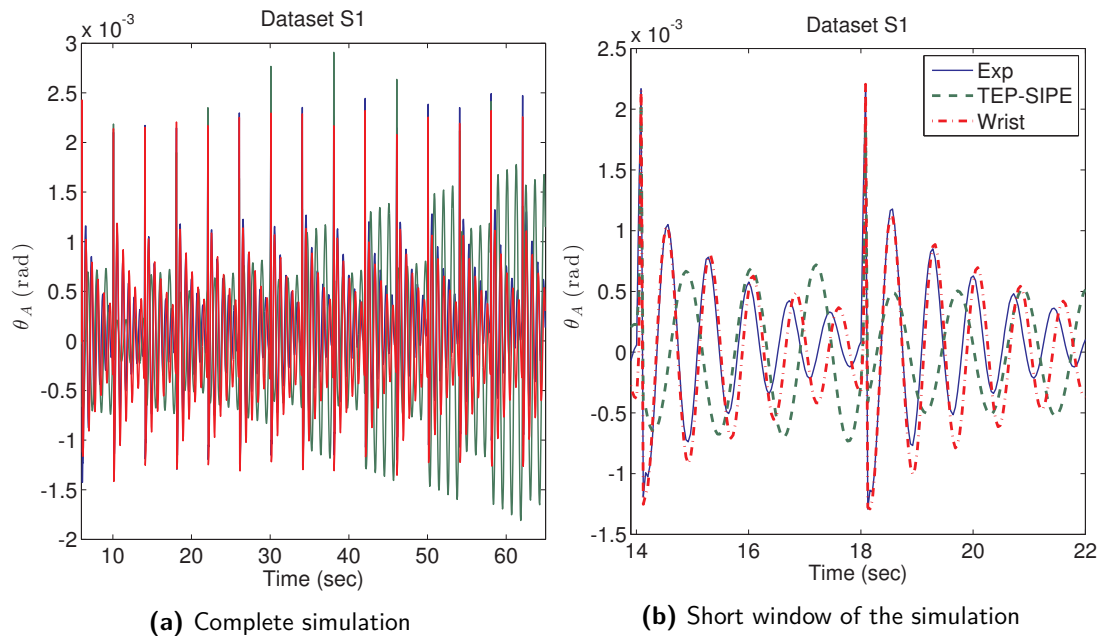 Dataset S1
x 10⁻³
3
2.5
2
1.5
1
0.5
0
-0.5
-1
-1.5
-2
θ_A (rad)
10
20
30
40
50
60
Time (sec)
(a) Complete simulation
Dataset S1
x 10⁻³
2.5
2
1.5
1
0.5
0
-0.5
-1
-1.5
θ_A (rad)
14
16
18
20
22
Time (sec)
Exp
TEP-SIPE
Wrist
(b) Short window of the simulation